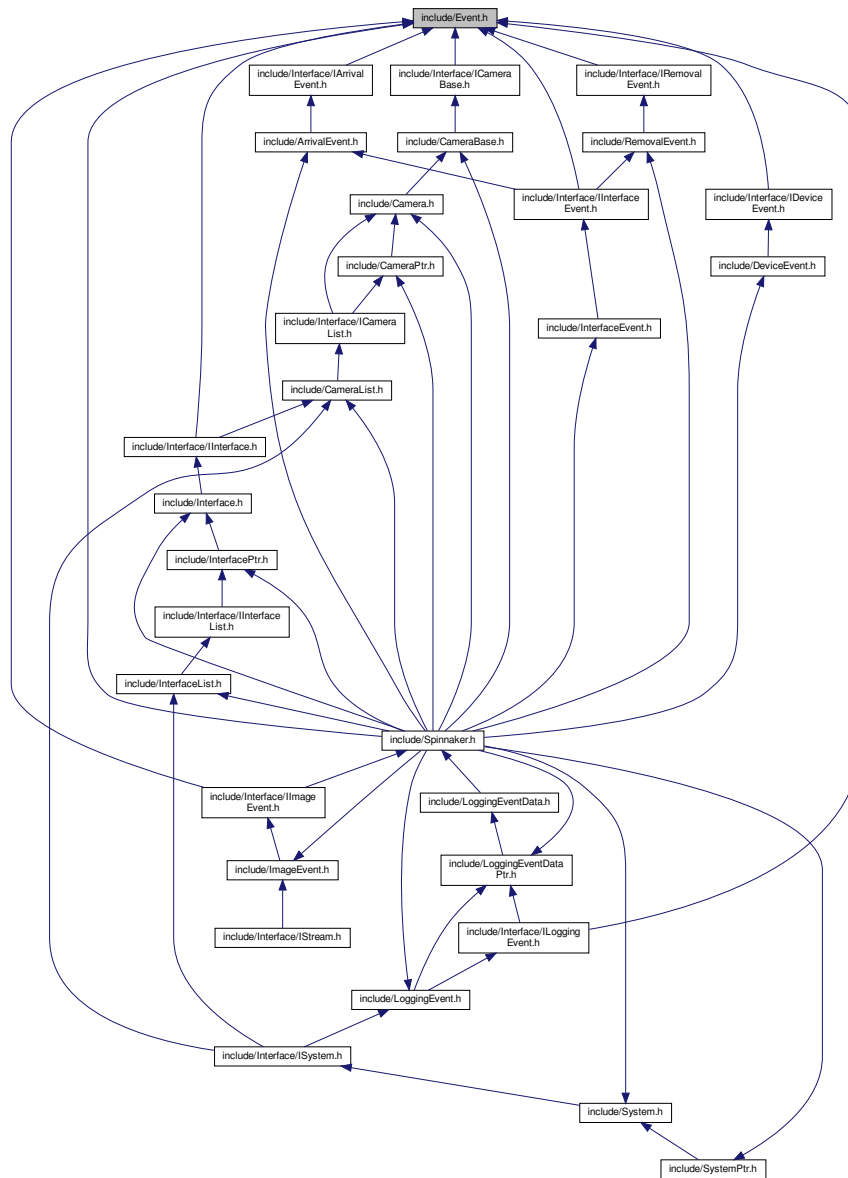 include/Event.h
include/Interface/IArrival
Event.h
include/Interface/ICamera
Base.h
include/Interface/IRemoval
Event.h
include/ArrivalEvent.h
include/CameraBase.h
include/RemovalEvent.h
include/Camera.h
include/Interface/IInterface
Event.h
include/Interface/IDevice
Event.h
include/CameraPtr.h
include/DeviceEvent.h
include/Interface/ICamera
List.h
include/InterfaceEvent.h
include/CameraList.h
include/Interface/IInterface.h
include/Interface.h
include/InterfacePtr.h
include/Interface/IInterface
List.h
include/InterfaceList.h
include/Spinnaker.h
include/Interface/IImage
Event.h
include/LoggingEventData.h
include/ImageEvent.h
include/LoggingEventData
Ptr.h
include/Interface/IStream.h
include/Interface/ILogging
Event.h
include/LoggingEvent.h
include/Interface/ISystem.h
include/System.h
include/SystemPtr.h